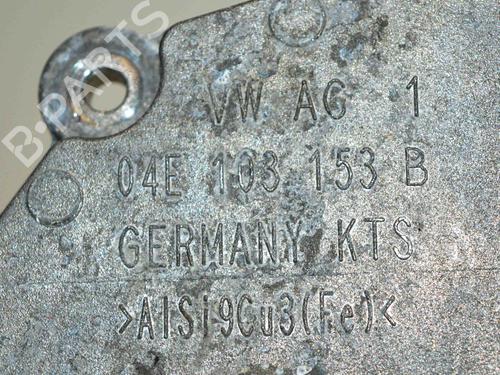 B-PARTS
VW AG 1
04E 103 153 B
GERMANY KTS
>AlSi9Cu3(Fe)<